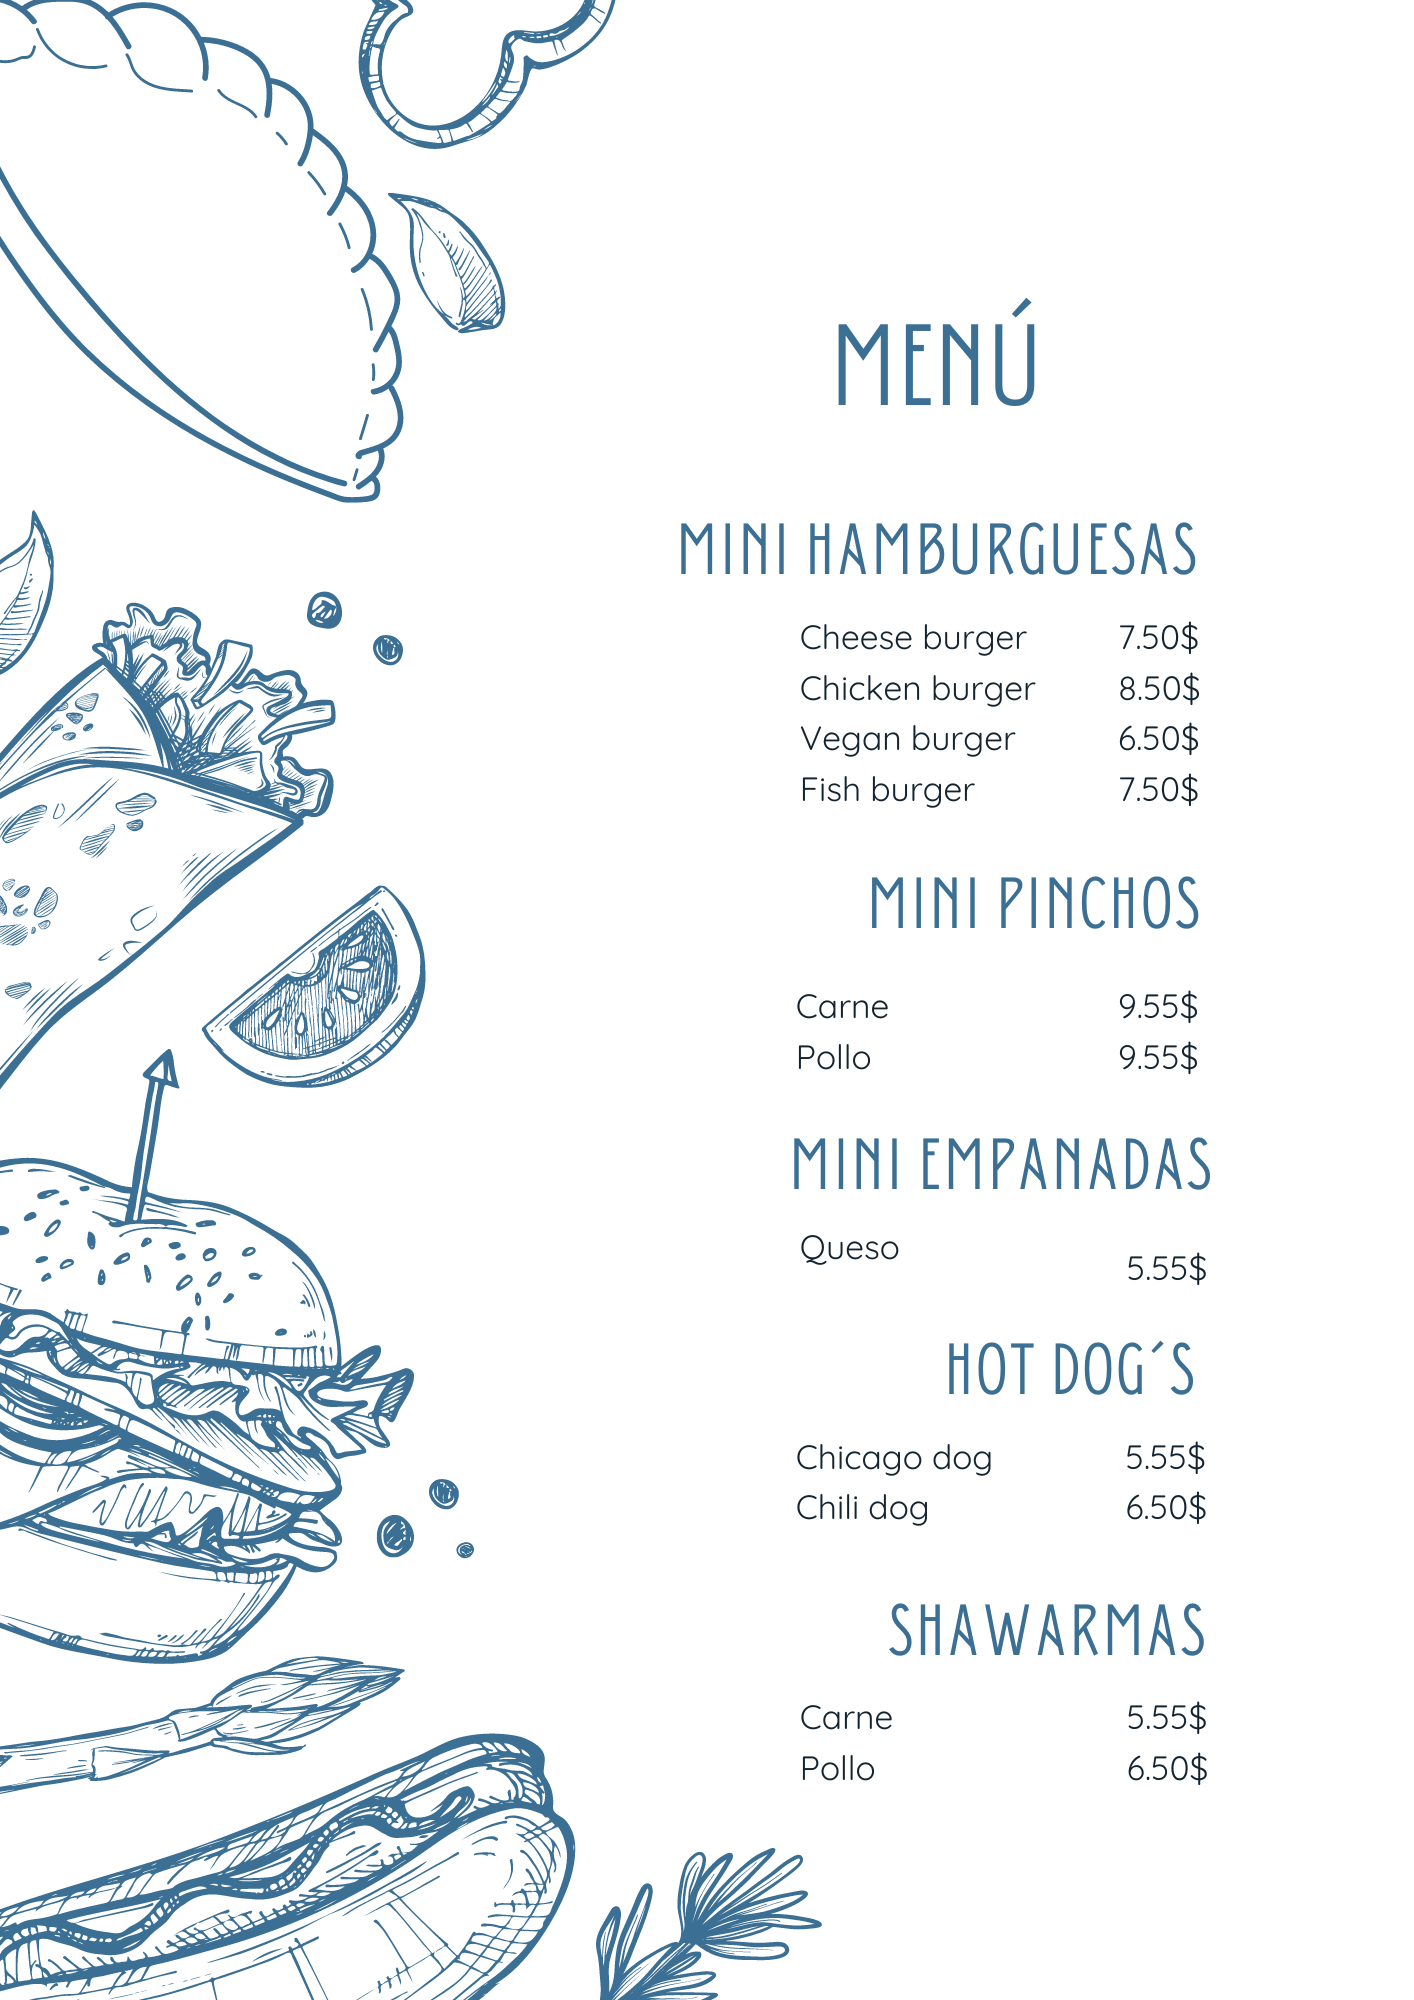 MENÚ
MINI HAMBURGUESAS
Cheese burger 7.50$
Chicken burger 8.50$
Vegan burger 6.50$
Fish burger 7.50$
MINI PINCHOS
Carne 9.55$
Pollo 9.55$
MINI EMPANADAS
Queso 5.55$
HOT DOG´S
Chicago dog 5.55$
Chili dog 6.50$
SHAWARMAS
Carne 5.55$
Pollo 6.50$